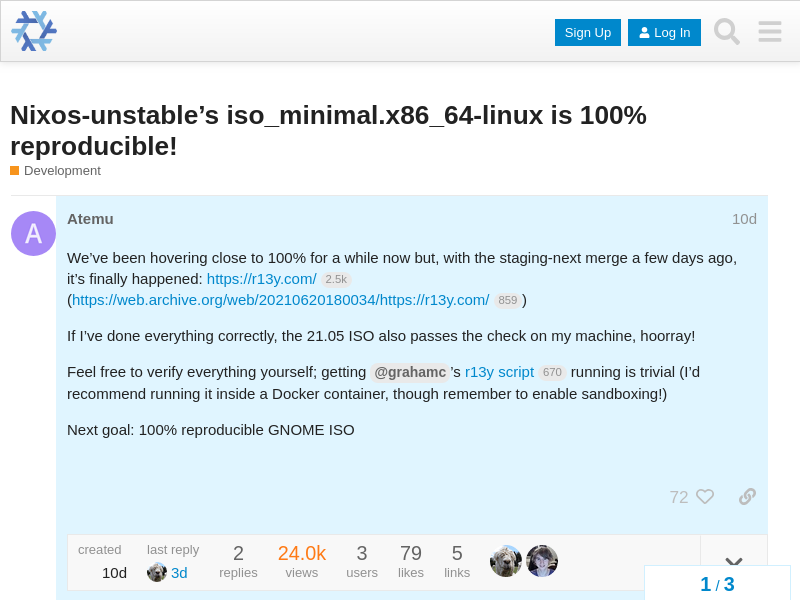 Sign Up
Log In
Nixos-unstable’s iso_minimal.x86_64-linux is 100%
reproducible!
Development
A
Atemu
10d
We’ve been hovering close to 100% for a while now but, with the staging-next merge a few days ago,
it’s finally happened: https://r13y.com/ 2.5k
(https://web.archive.org/web/20210620180034/https://r13y.com/ 859 )
If I’ve done everything correctly, the 21.05 ISO also passes the check on my machine, hoorray!
Feel free to verify everything yourself; getting @grahamc ’s r13y script 670 running is trivial (I’d
recommend running it inside a Docker container, though remember to enable sandboxing!)
Next goal: 100% reproducible GNOME ISO
72
created last reply 2 24.0k 3 79 5
10d 3d replies views users likes links
1 / 3